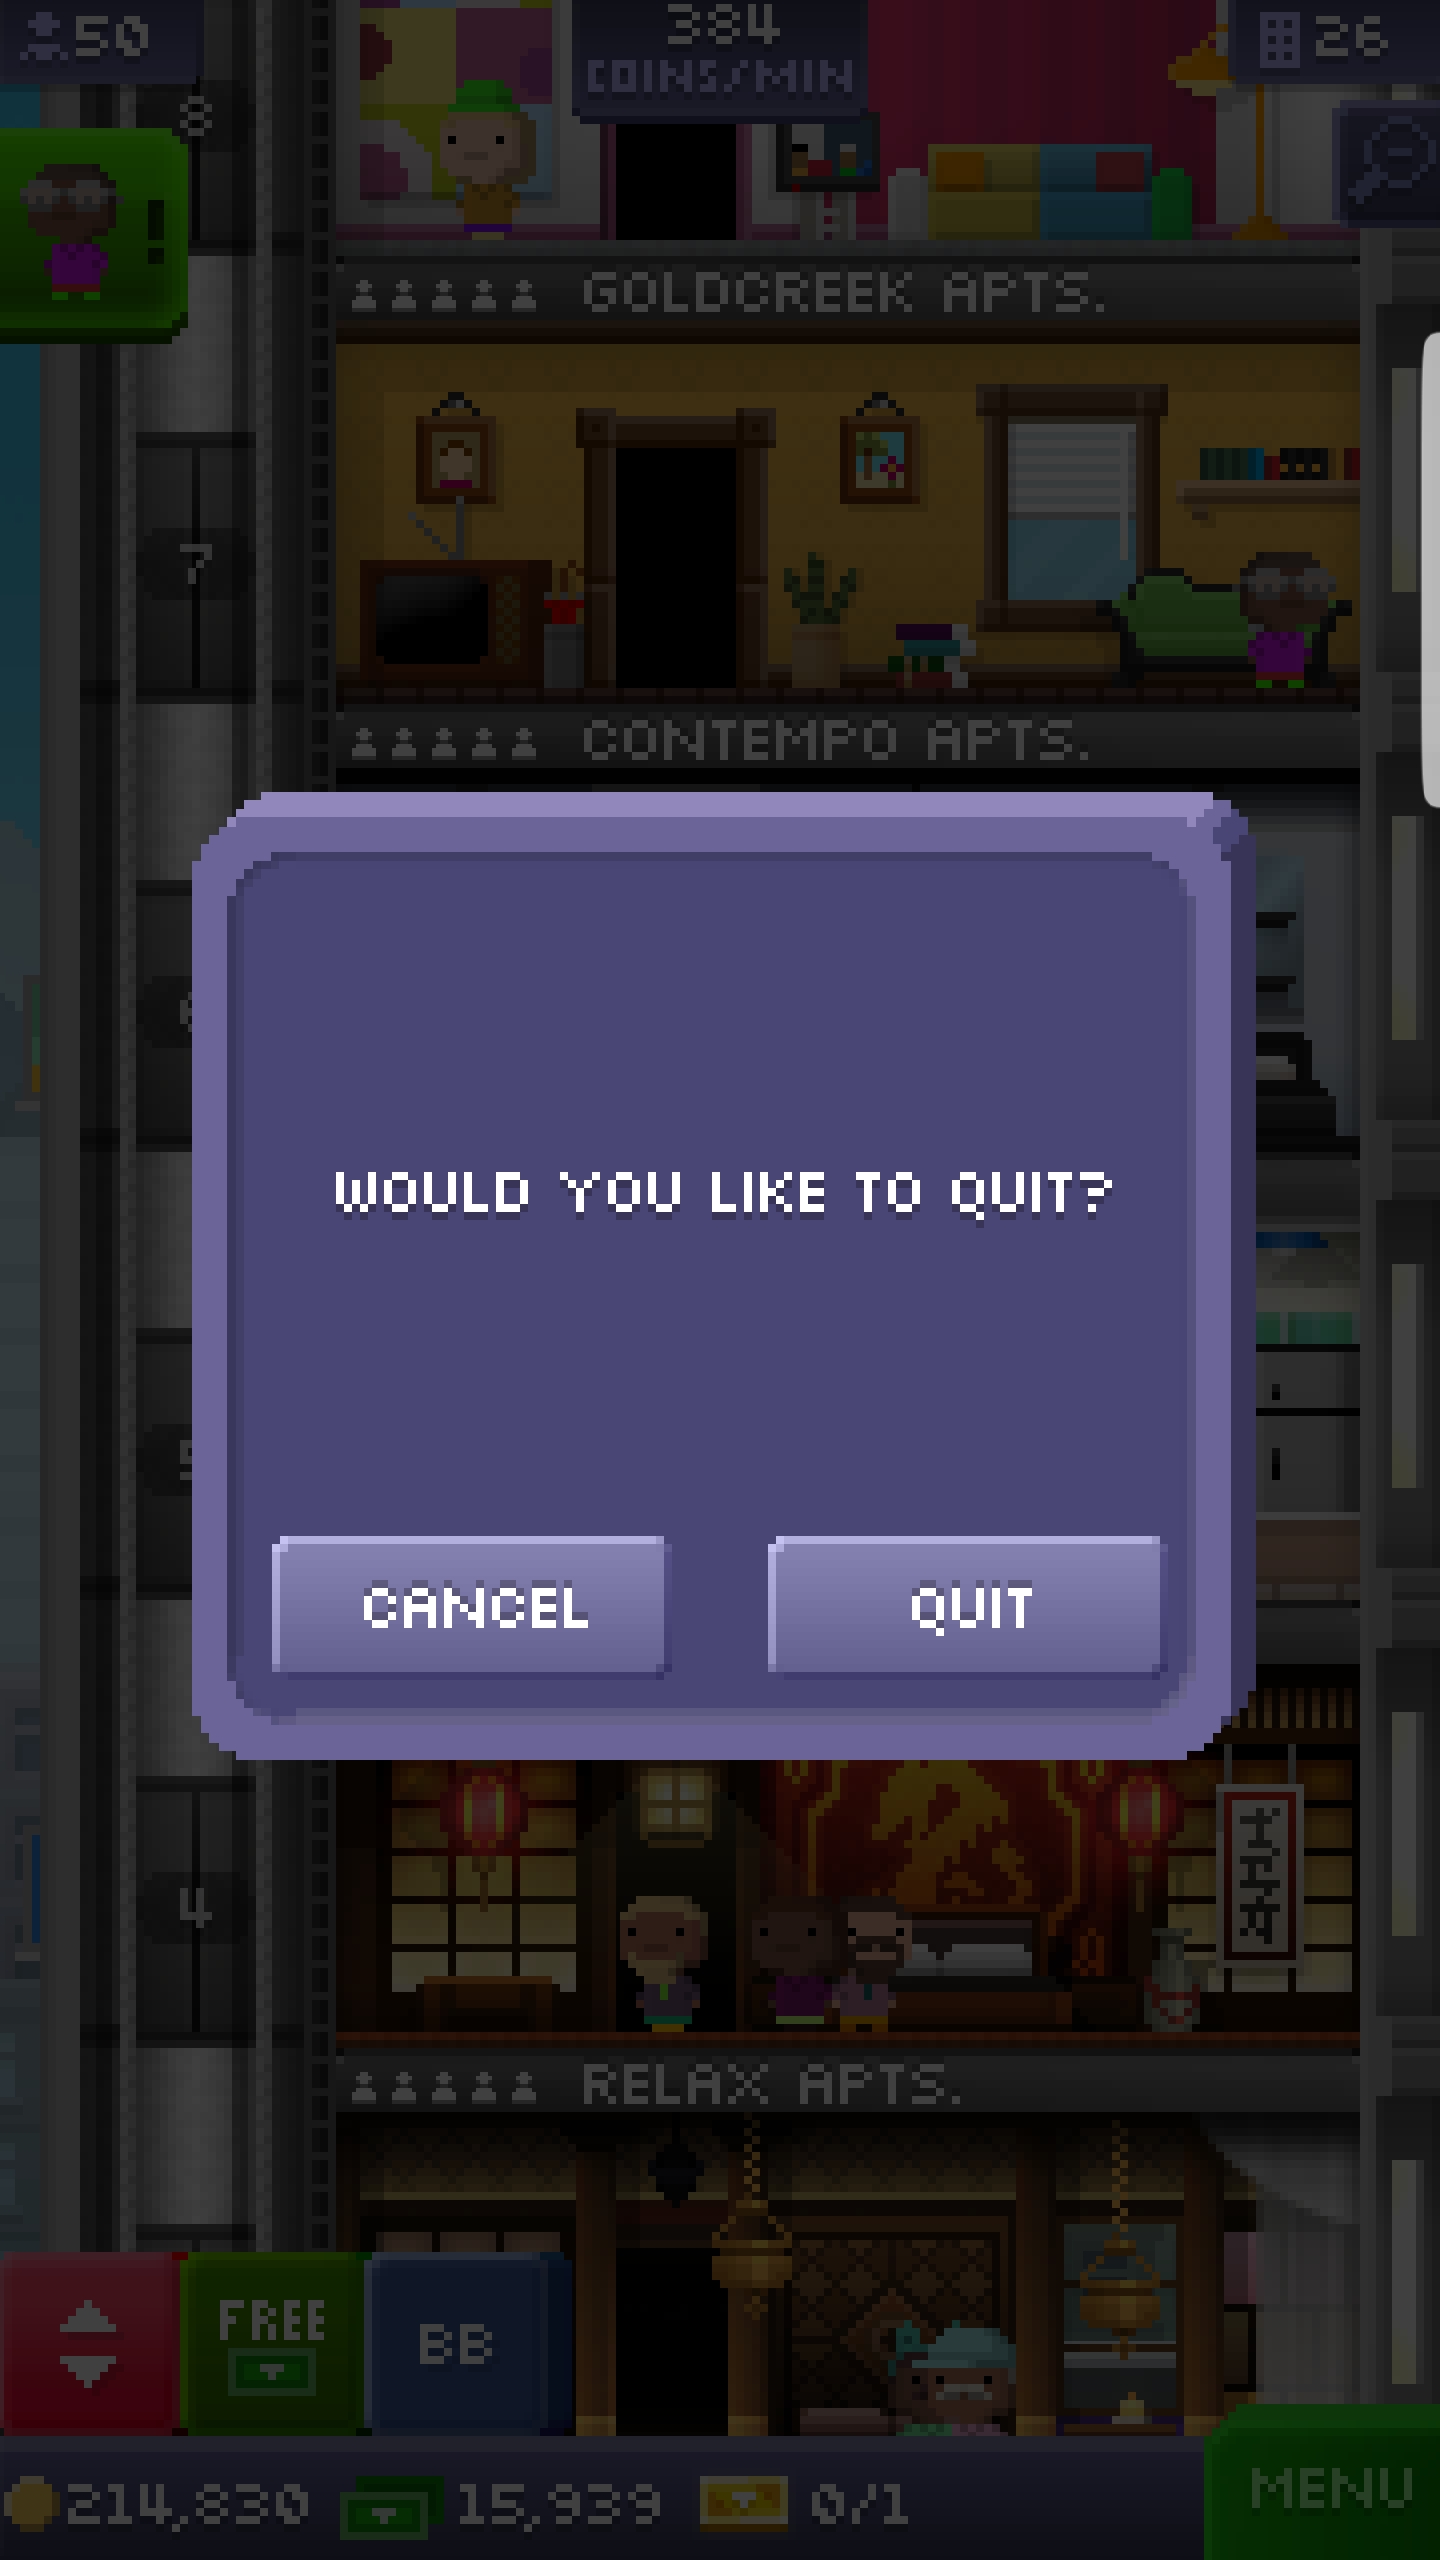 50
384
COINS/MIN
26
8
!
GOLDCREEK APTS.
7
CONTEMPO APTS.
WOULD YOU LIKE TO QUIT?
5
CANCEL
QUIT
4
RELAX APTS.
FREE
BB
214,830
15,939
0/1
MENU